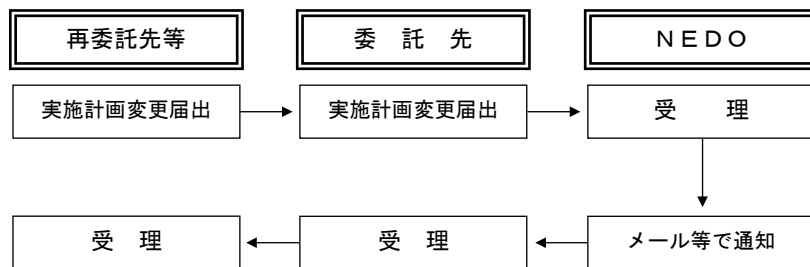 再委託先等
委　託　先
ＮＥＤＯ
実施計画変更届出
実施計画変更届出
受　　理
受　理
受　理
メール等で通知